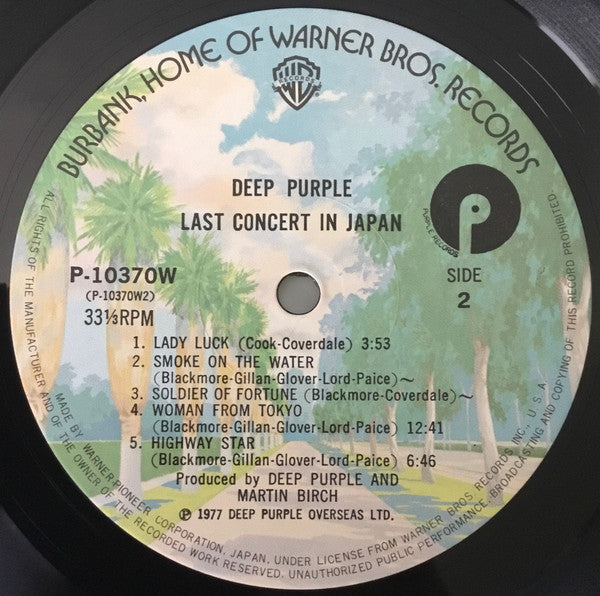 BURBANK, HOME OF WARNER BROS. RECORDS
WB
RECORDS
DEEP PURPLE
LAST CONCERT IN JAPAN
P
PURPLE RECORDS
P-10370W
(P-10370W2)
33⅓RPM
SIDE
2
1. LADY LUCK (Cook-Coverdale) 3:53
2. SMOKE ON THE WATER
(Blackmore-Gillan-Glover-Lord-Paice)～
3. SOLDIER OF FORTUNE (Blackmore-Coverdale)～
4. WOMAN FROM TOKYO
(Blackmore-Gillan-Glover-Lord-Paice) 12:41
5. HIGHWAY STAR
(Blackmore-Gillan-Glover-Lord-Paice) 6:46
Produced by DEEP PURPLE AND
MARTIN BIRCH
℗ 1977 DEEP PURPLE OVERSEAS LTD.
MADE BY WARNER-PIONEER CORPORATION, JAPAN, UNDER LICENSE FROM WARNER BROS. RECORDS INC., U.S.A.
ALL RIGHTS OF THE MANUFACTURER AND OF THE OWNER OF THE RECORDED WORK RESERVED. UNAUTHORIZED PUBLIC PERFORMANCE, BROADCASTING AND COPYING OF THIS RECORD PROHIBITED.